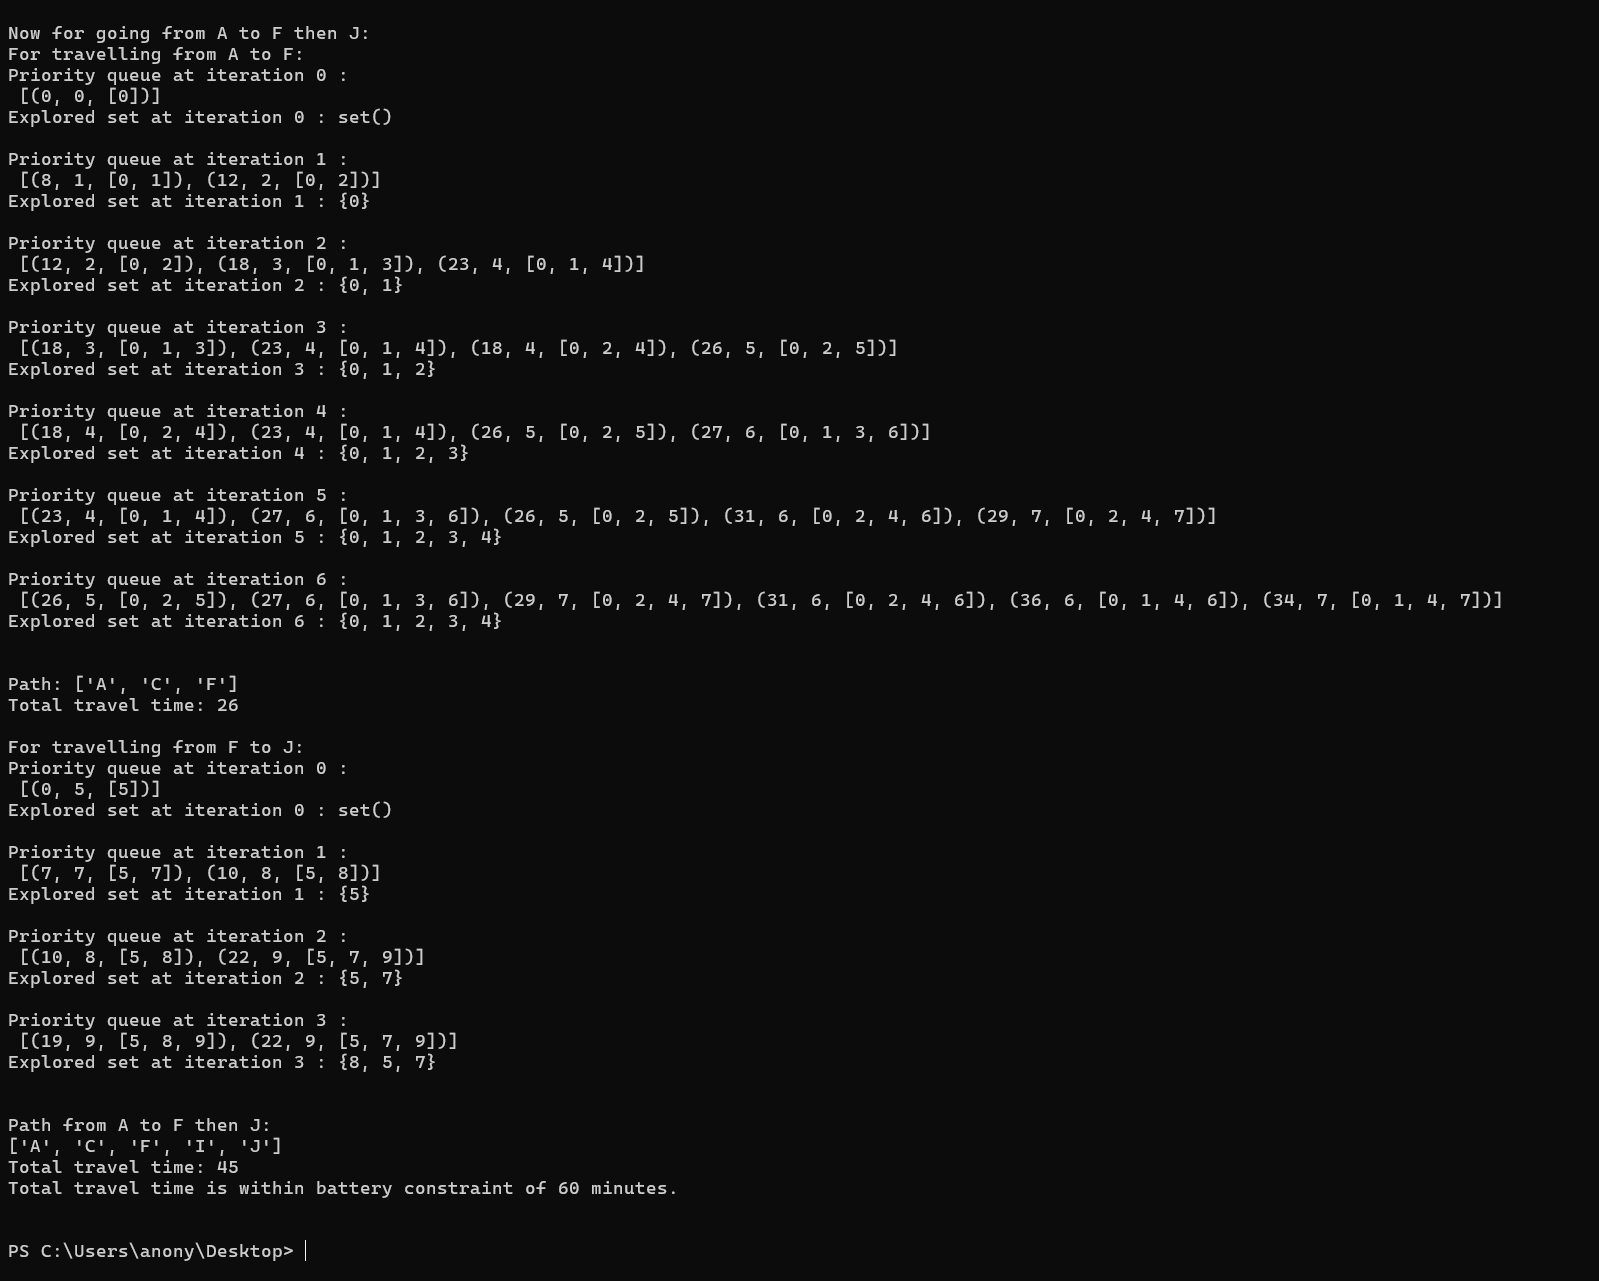 Now for going from A to F then J:
For travelling from A to F:
Priority queue at iteration 0 :
[(0, 0, [0])]
Explored set at iteration 0 : set()
Priority queue at iteration 1 :
[(8, 1, [0, 1]), (12, 2, [0, 2])]
Explored set at iteration 1 : {0}
Priority queue at iteration 2 :
[(12, 2, [0, 2]), (18, 3, [0, 1, 3]), (23, 4, [0, 1, 4])]
Explored set at iteration 2 : {0, 1}
Priority queue at iteration 3 :
[(18, 3, [0, 1, 3]), (23, 4, [0, 1, 4]), (18, 4, [0, 2, 4]), (26, 5, [0, 2, 5])]
Explored set at iteration 3 : {0, 1, 2}
Priority queue at iteration 4 :
[(18, 4, [0, 2, 4]), (23, 4, [0, 1, 4]), (26, 5, [0, 2, 5]), (27, 6, [0, 1, 3, 6])]
Explored set at iteration 4 : {0, 1, 2, 3}
Priority queue at iteration 5 :
[(23, 4, [0, 1, 4]), (27, 6, [0, 1, 3, 6]), (26, 5, [0, 2, 5]), (31, 6, [0, 2, 4, 6]), (29, 7, [0, 2, 4, 7])]
Explored set at iteration 5 : {0, 1, 2, 3, 4}
Priority queue at iteration 6 :
[(26, 5, [0, 2, 5]), (27, 6, [0, 1, 3, 6]), (29, 7, [0, 2, 4, 7]), (31, 6, [0, 2, 4, 6]), (36, 6, [0, 1, 4, 6]), (34, 7, [0, 1, 4, 7])]
Explored set at iteration 6 : {0, 1, 2, 3, 4}
Path: ['A', 'C', 'F']
Total travel time: 26
For travelling from F to J:
Priority queue at iteration 0 :
[(0, 5, [5])]
Explored set at iteration 0 : set()
Priority queue at iteration 1 :
[(7, 7, [5, 7]), (10, 8, [5, 8])]
Explored set at iteration 1 : {5}
Priority queue at iteration 2 :
[(10, 8, [5, 8]), (22, 9, [5, 7, 9])]
Explored set at iteration 2 : {5, 7}
Priority queue at iteration 3 :
[(19, 9, [5, 8, 9]), (22, 9, [5, 7, 9])]
Explored set at iteration 3 : {8, 5, 7}
Path from A to F then J:
['A', 'C', 'F', 'I', 'J']
Total travel time: 45
Total travel time is within battery constraint of 60 minutes.
PS C:\Users\anony\Desktop>